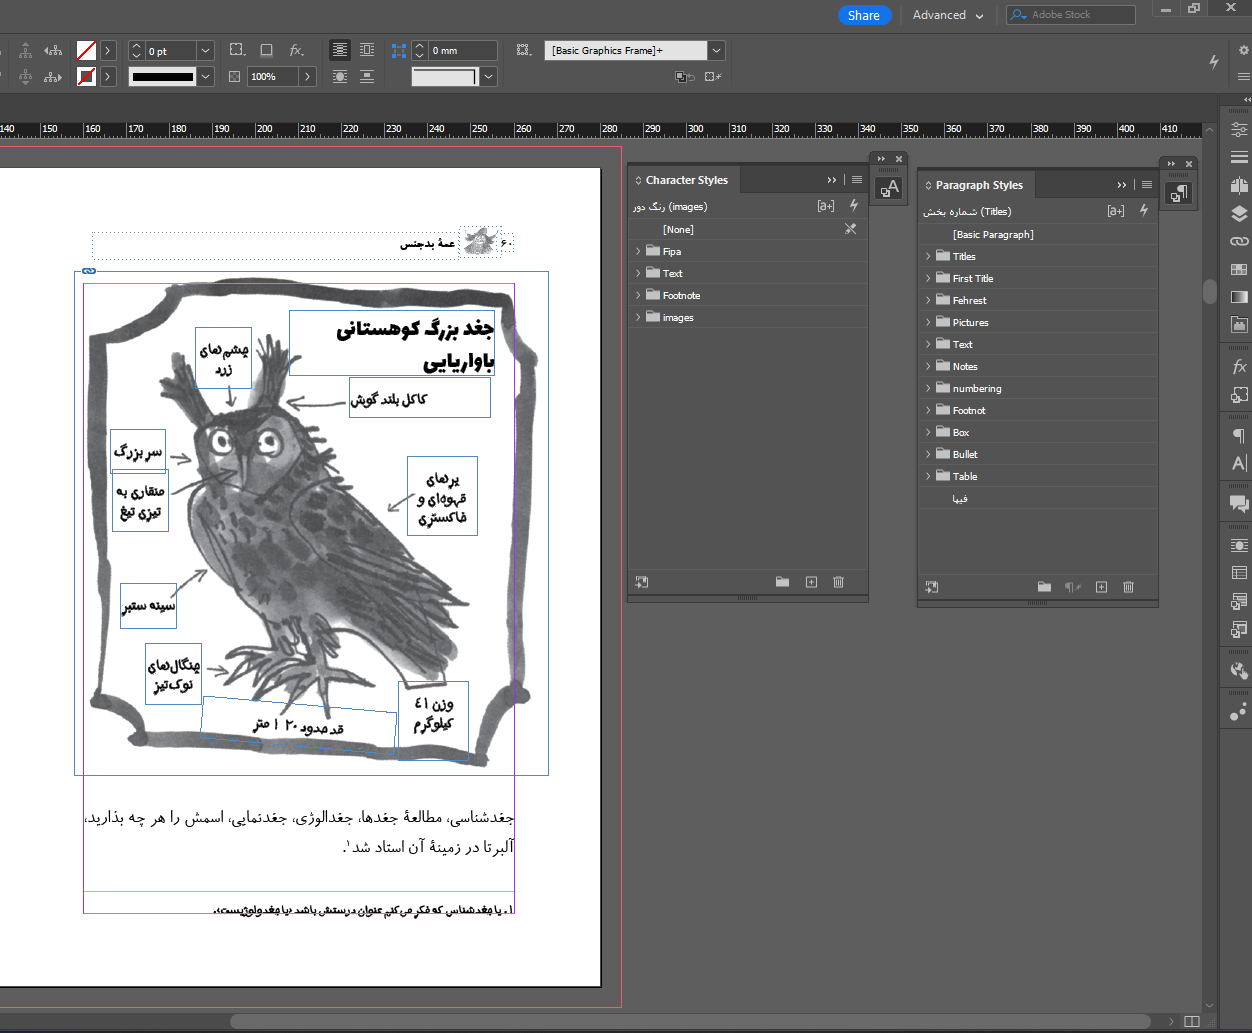 Share
Advanced
Adobe Stock
0 pt
0 mm
[Basic Graphics Frame]+
100%
140 150 160 170 180 190 200 210 220 230 240 250 260 270 280 290 300 310 320 330 340 350 360 370 380 390 400 410
Character Styles
رنگ دور (images)
[None]
Fipa
Text
Footnote
images
Paragraph Styles
شماره بخش (Titles)
[Basic Paragraph]
Titles
First Title
Fehrest
Pictures
Text
Notes
numbering
Footnot
Box
Bullet
Table
فیپا
۶۰ عمهٔ بدجنس
جغد بزرگ کوهستانی
باواریایی
چشم‌های
زرد
کاکل بلند گوش
سر بزرگ
منقاری به
تیزی تیغ
پرهای
قهوه‌ای و
خاکستری
سینه ستبر
چنگال‌های
نوک‌تیز
وزن ۴۱
کیلوگرم
قد حدود ۱٫۲۰ متر
جغدشناسی، مطالعهٔ جغدها، جغدالوژی، جغدنمایی، اسمش را هر چه بذارید،
آلبرتا در زمینهٔ آن استاد شد۱.
۱. یا جغدشناس که فکر می‌کنم عنوان درستش باشد